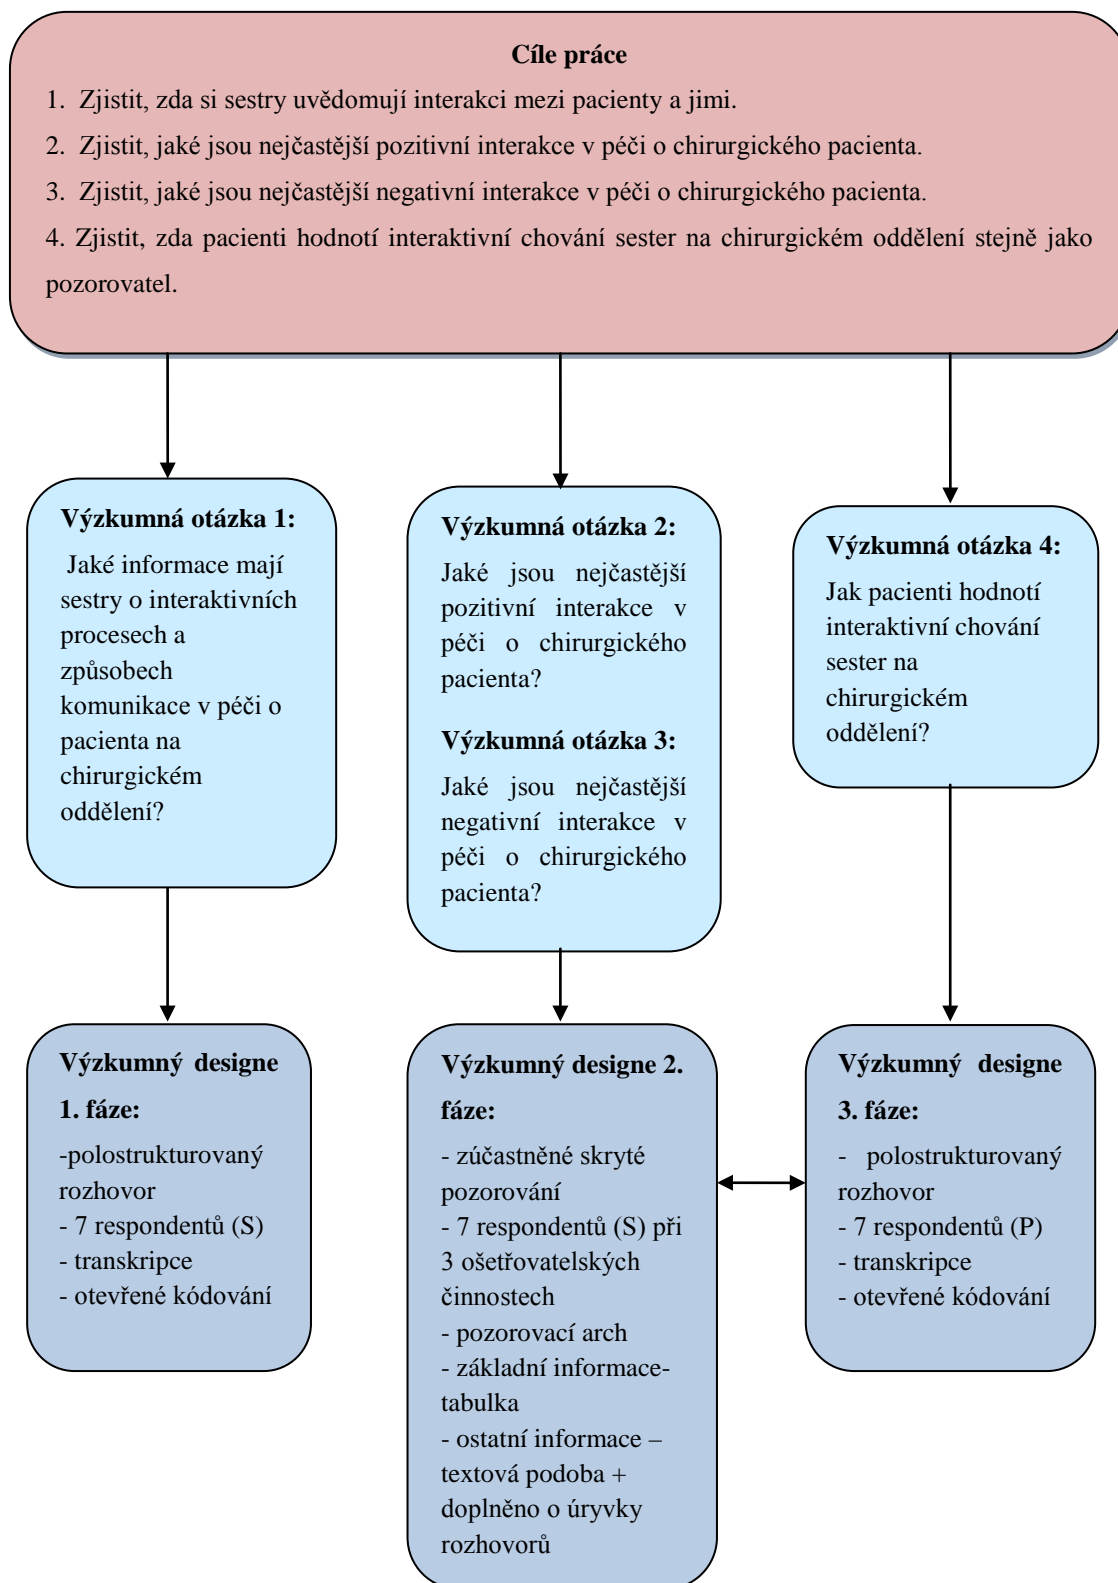 Cíle práce
1. Zjistit, zda si sestry uvědomují interakci mezi pacienty a jimi.
2. Zjistit, jaké jsou nejčastější pozitivní interakce v péči o chirurgického pacienta.
3. Zjistit, jaké jsou nejčastější negativní interakce v péči o chirurgického pacienta.
4. Zjistit, zda pacienti hodnotí interaktivní chování sester na chirurgickém oddělení stejně jako
pozorovatel.
Výzkumná otázka 1:
Jaké informace mají
sestry o interaktivních
procesech a
způsobech
komunikace v péči o
pacienta na
chirurgickém
oddělení?
Výzkumná otázka 2:
Jaké jsou nejčastější
pozitivní interakce v
péči o chirurgického
pacienta?
Výzkumná otázka 3:
Jaké jsou nejčastější
negativní interakce v
péči o chirurgického
pacienta?
Výzkumná otázka 4:
Jak pacienti hodnotí
interaktivní chování
sester na
chirurgickém
oddělení?
Výzkumný designe
1. fáze:
-polostrukturovaný
rozhovor
- 7 respondentů (S)
- transkripce
- otevřené kódování
Výzkumný designe 2.
fáze:
- zúčastněné skryté
pozorování
- 7 respondentů (S) při
3 ošetřovatelských
činnostech
- pozorovací arch
- základní informace-
tabulka
- ostatní informace –
textová podoba +
doplněno o úryvky
rozhovorů
Výzkumný designe
3. fáze:
- polostrukturovaný
rozhovor
- 7 respondentů (P)
- transkripce
- otevřené kódování